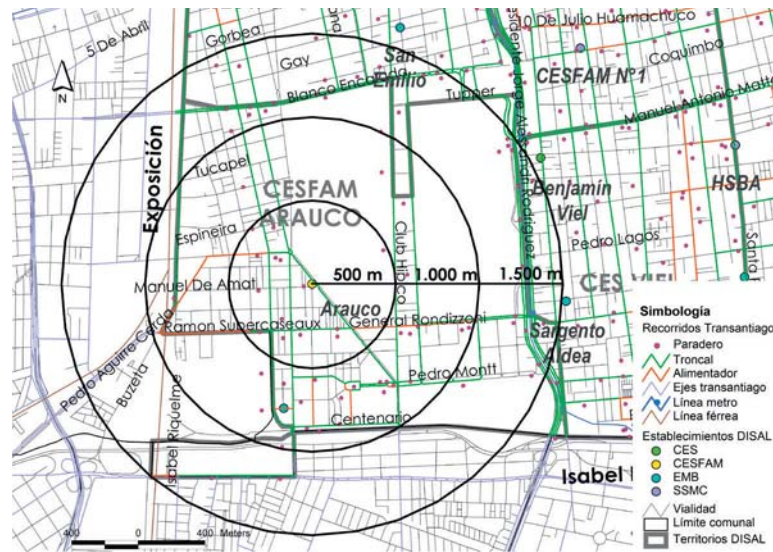 5 De Abril
Gorbea
Gay
San
Emilio
Blanco Encalada
10 De Julio Huamachuco
CESFAM N°1
Coquimbo
Manuel Antonio Matta
Tupper
N
Exposición
Tucapel
CESFAM
ARAUCO
Benjamín
Viel
HSBA
Espineira
Club Hípico
Pedro Lagos
Santa
500 m
1.000 m
1.500 m
Manuel De Amat
CES VIEL
Arauco
Ramon Subercaseaux
General Rondizzoni
Sargento
Aldea
Pedro Aguirre Cerda
Buzeta
Pedro Montt
Centenario
Isabel Riquelme
Isabel
400
0
400 Meters
Simbología
Recorridos Transantiago
Paradero
Troncal
Alimentador
Ejes transantiago
Línea metro
Línea férrea
Establecimientos DISAL
CES
CESFAM
EMB
SSMC
Vialidad
Límite comunal
Territorios DISAL